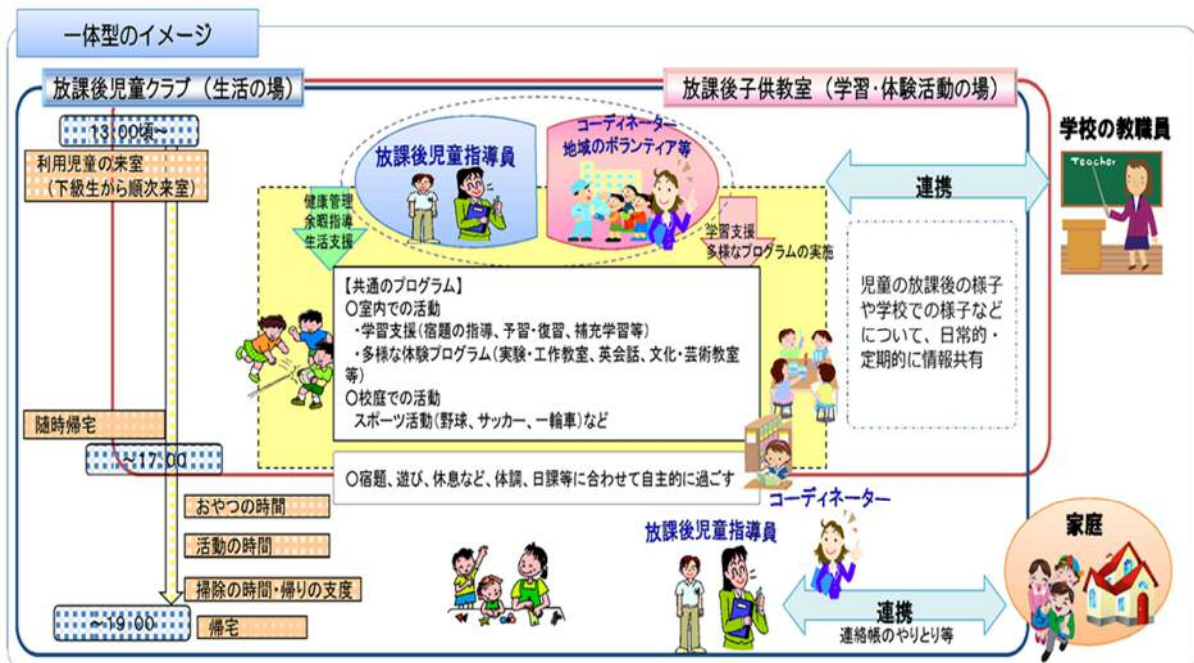 一体型のイメージ
放課後児童クラブ（生活の場）
放課後子供教室（学習・体験活動の場）
13:00頃～
利用児童の来室
（下級生から順次来室）
放課後児童指導員
コーディネーター
地域のボランティア等
学校の教職員
Teacher
連携
健康管理
余暇指導
生活支援
学習支援
多様なプログラムの実施
【共通のプログラム】
〇室内での活動
・学習支援（宿題の指導、予習・復習、補充学習等）
・多様な体験プログラム（実験・工作教室、英会話、文化・芸術教室
等）
〇校庭での活動
スポーツ活動（野球、サッカー、一輪車）など
児童の放課後の様子
や学校での様子など
について、日常的・
定期的に情報共有
随時帰宅
～17:00
〇宿題、遊び、休息など、体調、日課等に合わせて自主的に過ごす
おやつの時間
活動の時間
掃除の時間・帰りの支度
～19:00
帰宅
コーディネーター
放課後児童指導員
連携
連絡帳のやりとり等
家庭